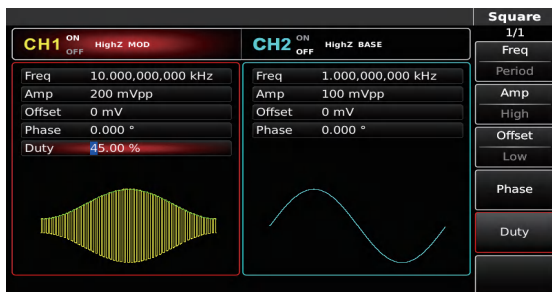 Square
1/1
CH1 ON OFF HighZ MOD
CH2 ON OFF HighZ BASE
Freq 10.000,000,000 kHz
Amp 200 mVpp
Offset 0 mV
Phase 0.000 °
Duty 45.00 %
Freq 1.000,000,000 kHz
Amp 100 mVpp
Offset 0 mV
Phase 0.000 °
Freq
Period
Amp
High
Offset
Low
Phase
Duty